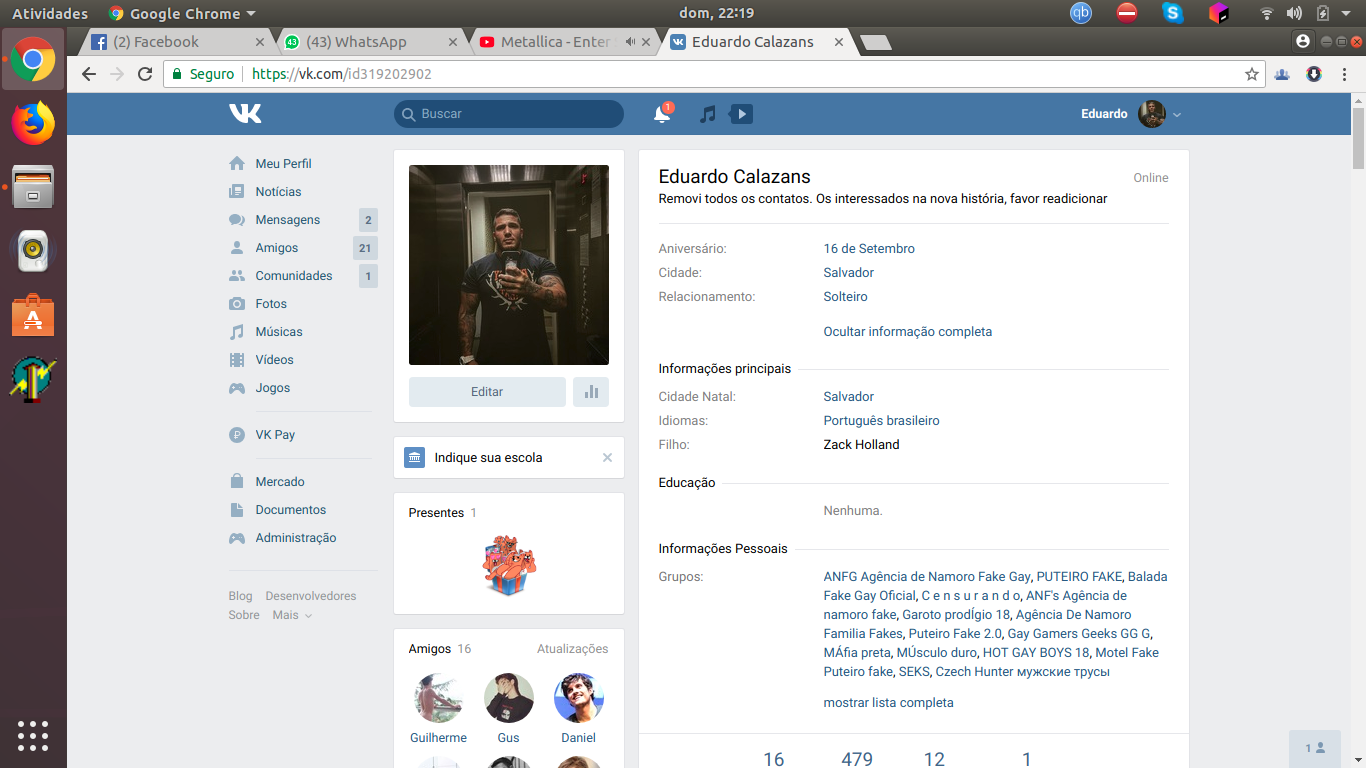 Atividades
Google Chrome
dom, 22:19
(2) Facebook
(43) WhatsApp
Metallica - Enter
Eduardo Calazans
Seguro
https://vk.com/id319202902
Buscar
1
Eduardo
Meu Perfil
Notícias
Mensagens 2
Amigos 21
Comunidades 1
Fotos
Músicas
Vídeos
Jogos
VK Pay
Mercado
Documentos
Administração
Blog Desenvolvedores
Sobre Mais
Editar
Indique sua escola
Presentes 1
Amigos 16 Atualizações
Guilherme Gus Daniel
Eduardo Calazans Online
Removi todos os contatos. Os interessados na nova história, favor readicionar
Aniversário: 16 de Setembro
Cidade: Salvador
Relacionamento: Solteiro
Ocultar informação completa
Informações principais
Cidade Natal: Salvador
Idiomas: Português brasileiro
Filho: Zack Holland
Educação
Nenhuma.
Informações Pessoais
Grupos: ANFG Agência de Namoro Fake Gay, PUTEIRO FAKE, Balada
Fake Gay Oficial, C e n s u r a n d o, ANF's Agência de
namoro fake, Garoto prodÍgio 18, Agência De Namoro
Familia Fakes, Puteiro Fake 2.0, Gay Gamers Geeks GG G,
MÁfia preta, MÚsculo duro, HOT GAY BOYS 18, Motel Fake
Puteiro fake, SEKS, Czech Hunter мужские трусы
mostrar lista completa
16 479 12 1
1